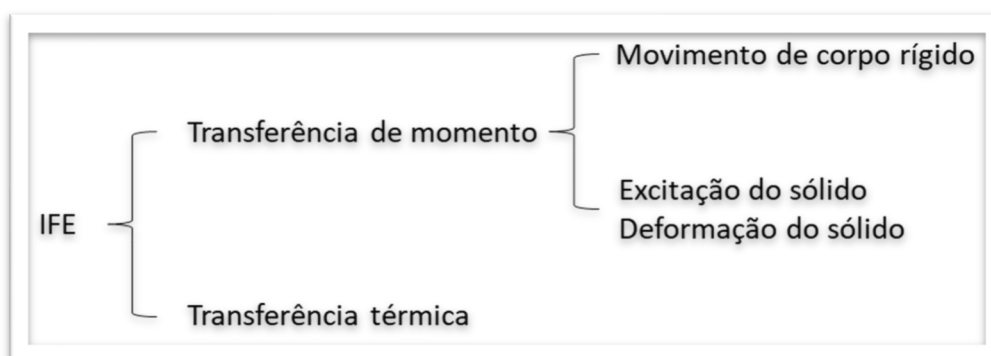 Movimento de corpo rígido
Transferência de momento
Excitação do sólido
IFE
Deformação do sólido
Transferência térmica